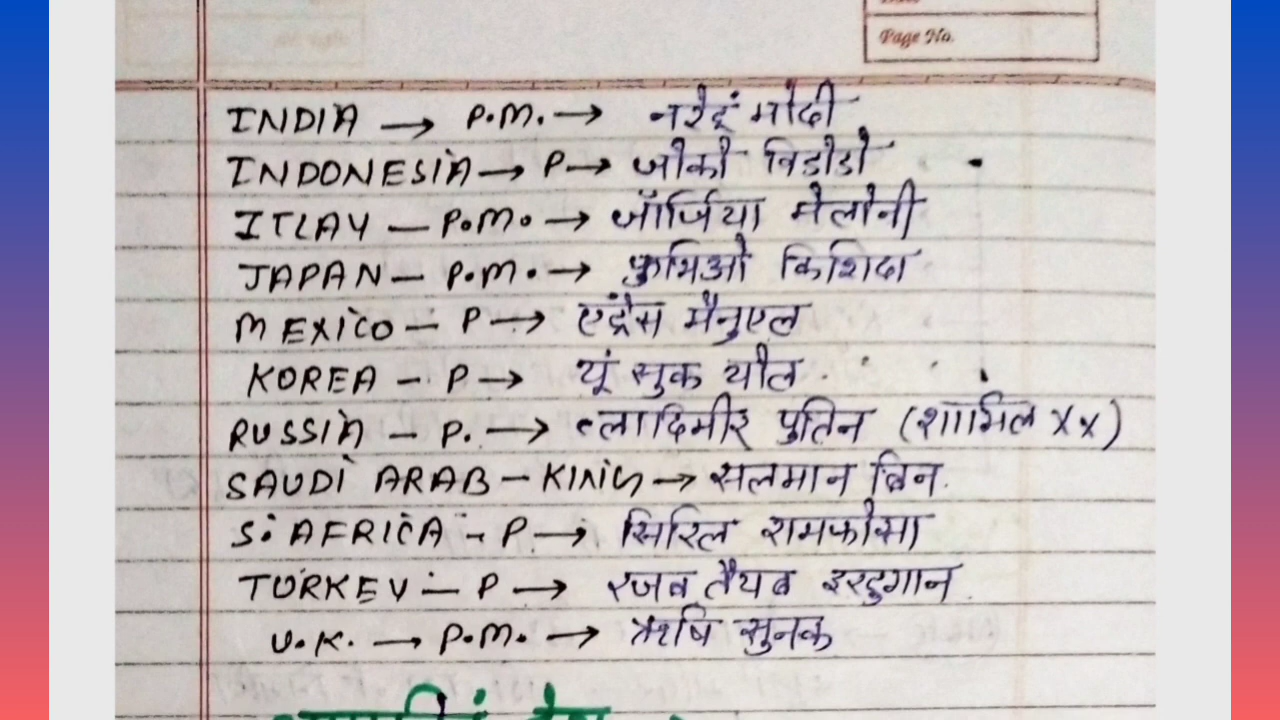 Page No.
INDIA → P.M. → नरेंद्र मोदी
INDONESIA → P → जोको विडोडो
ITLAY – P.M. → जॉर्जिया मेलोनी
JAPAN – P.M. → फुमिओ किशिदा
MEXICO – P → एंद्रेस मैनुएल
KOREA – P → यूं सुक योल
RUSSIA – P. → व्लादिमीर पुतिन (शामिल XX)
SAUDI ARAB – KING → सलमान बिन
S. AFRICA – P → सिरिल रामफोसा
TURKEY – P → रजब तैयब इरदुगान
U.K. → P.M. → ऋषि सुनक